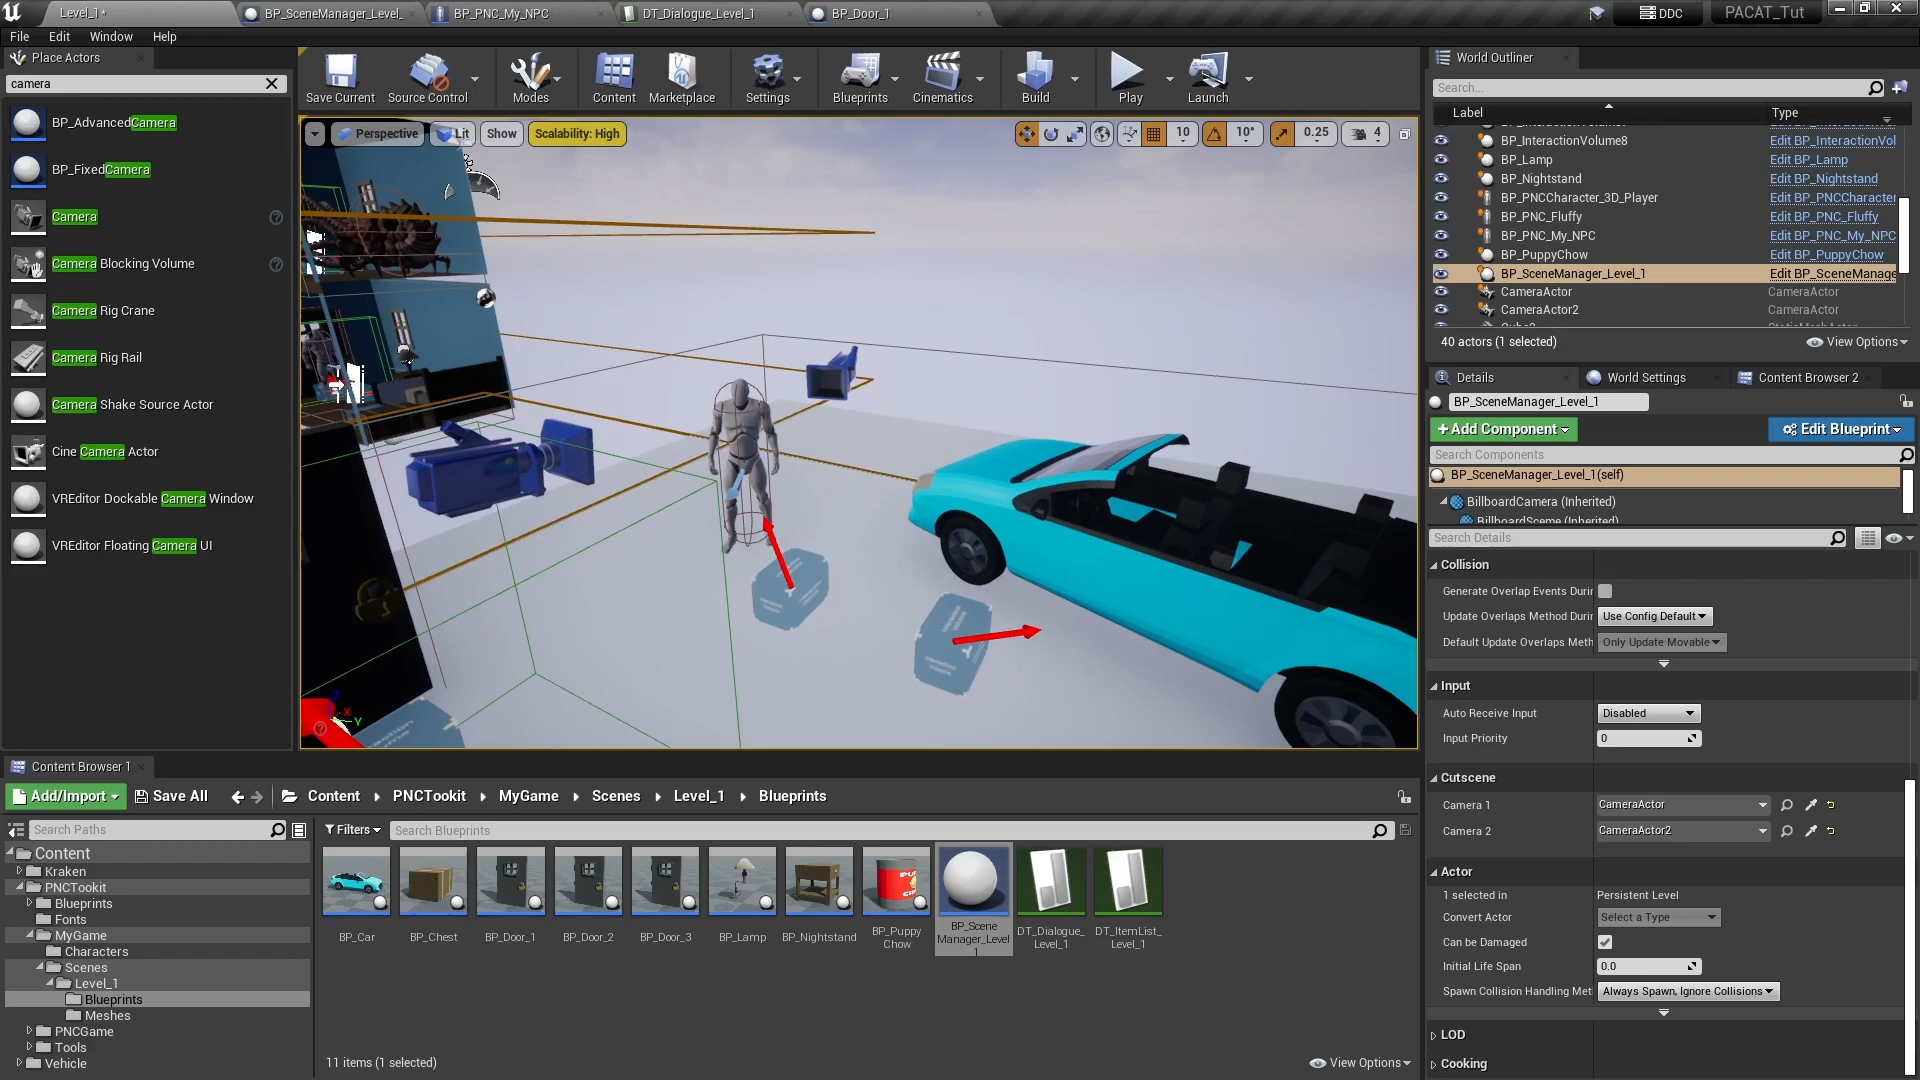 Level_1*
BP_SceneManager_Level_
BP_PNC_My_NPC
DT_Dialogue_Level_1
BP_Door_1
DDC
PACAT_Tut
File
Edit
Window
Help
Place Actors
camera
BP_AdvancedCamera
BP_FixedCamera
Camera
Camera Blocking Volume
Camera Rig Crane
Camera Rig Rail
Camera Shake Source Actor
Cine Camera Actor
VREditor Dockable Camera Window
VREditor Floating Camera UI
Save Current
Source Control
Modes
Content
Marketplace
Settings
Blueprints
Cinematics
Build
Play
Launch
Perspective
Lit
Show
Scalability: High
10
10°
0.25
4
X
Y
World Outliner
Search...
Label
Type
BP_InteractionVolume8
Edit BP_InteractionVol
BP_Lamp
Edit BP_Lamp
BP_Nightstand
Edit BP_Nightstand
BP_PNCCharacter_3D_Player
Edit BP_PNCCharacter
BP_PNC_Fluffy
Edit BP_PNC_Fluffy
BP_PNC_My_NPC
Edit BP_PNC_My_NPC
BP_PuppyChow
Edit BP_PuppyChow
BP_SceneManager_Level_1
Edit BP_SceneManage
CameraActor
CameraActor
CameraActor2
CameraActor
40 actors (1 selected)
View Options
Details
World Settings
Content Browser 2
BP_SceneManager_Level_1
+Add Component
Edit Blueprint
Search Components
BP_SceneManager_Level_1(self)
BillboardCamera (Inherited)
BillboardScene (Inherited)
Search Details
Collision
Generate Overlap Events Durin
Update Overlaps Method Durin
Use Config Default
Default Update Overlaps Meth
Only Update Movable
Input
Auto Receive Input
Disabled
Input Priority
0
Cutscene
Camera 1
CameraActor
Camera 2
CameraActor2
Actor
1 selected in
Persistent Level
Convert Actor
Select a Type
Can be Damaged
Initial Life Span
0.0
Spawn Collision Handling Met
Always Spawn, Ignore Collisions
LOD
Cooking
Content Browser 1
Add/Import
Save All
Content
PNCTookit
MyGame
Scenes
Level_1
Blueprints
Search Paths
Filters
Search Blueprints
Content
Kraken
PNCTookit
Blueprints
Fonts
MyGame
Characters
Scenes
Level_1
Blueprints
Meshes
PNCGame
Tools
Vehicle
BP_Car
BP_Chest
BP_Door_1
BP_Door_2
BP_Door_3
BP_Lamp
BP_Nightstand
BP_Puppy
Chow
BP_Scene
Manager_Level
1
DT_Dialogue_
Level_1
DT_ItemList_
Level_1
11 items (1 selected)
View Options